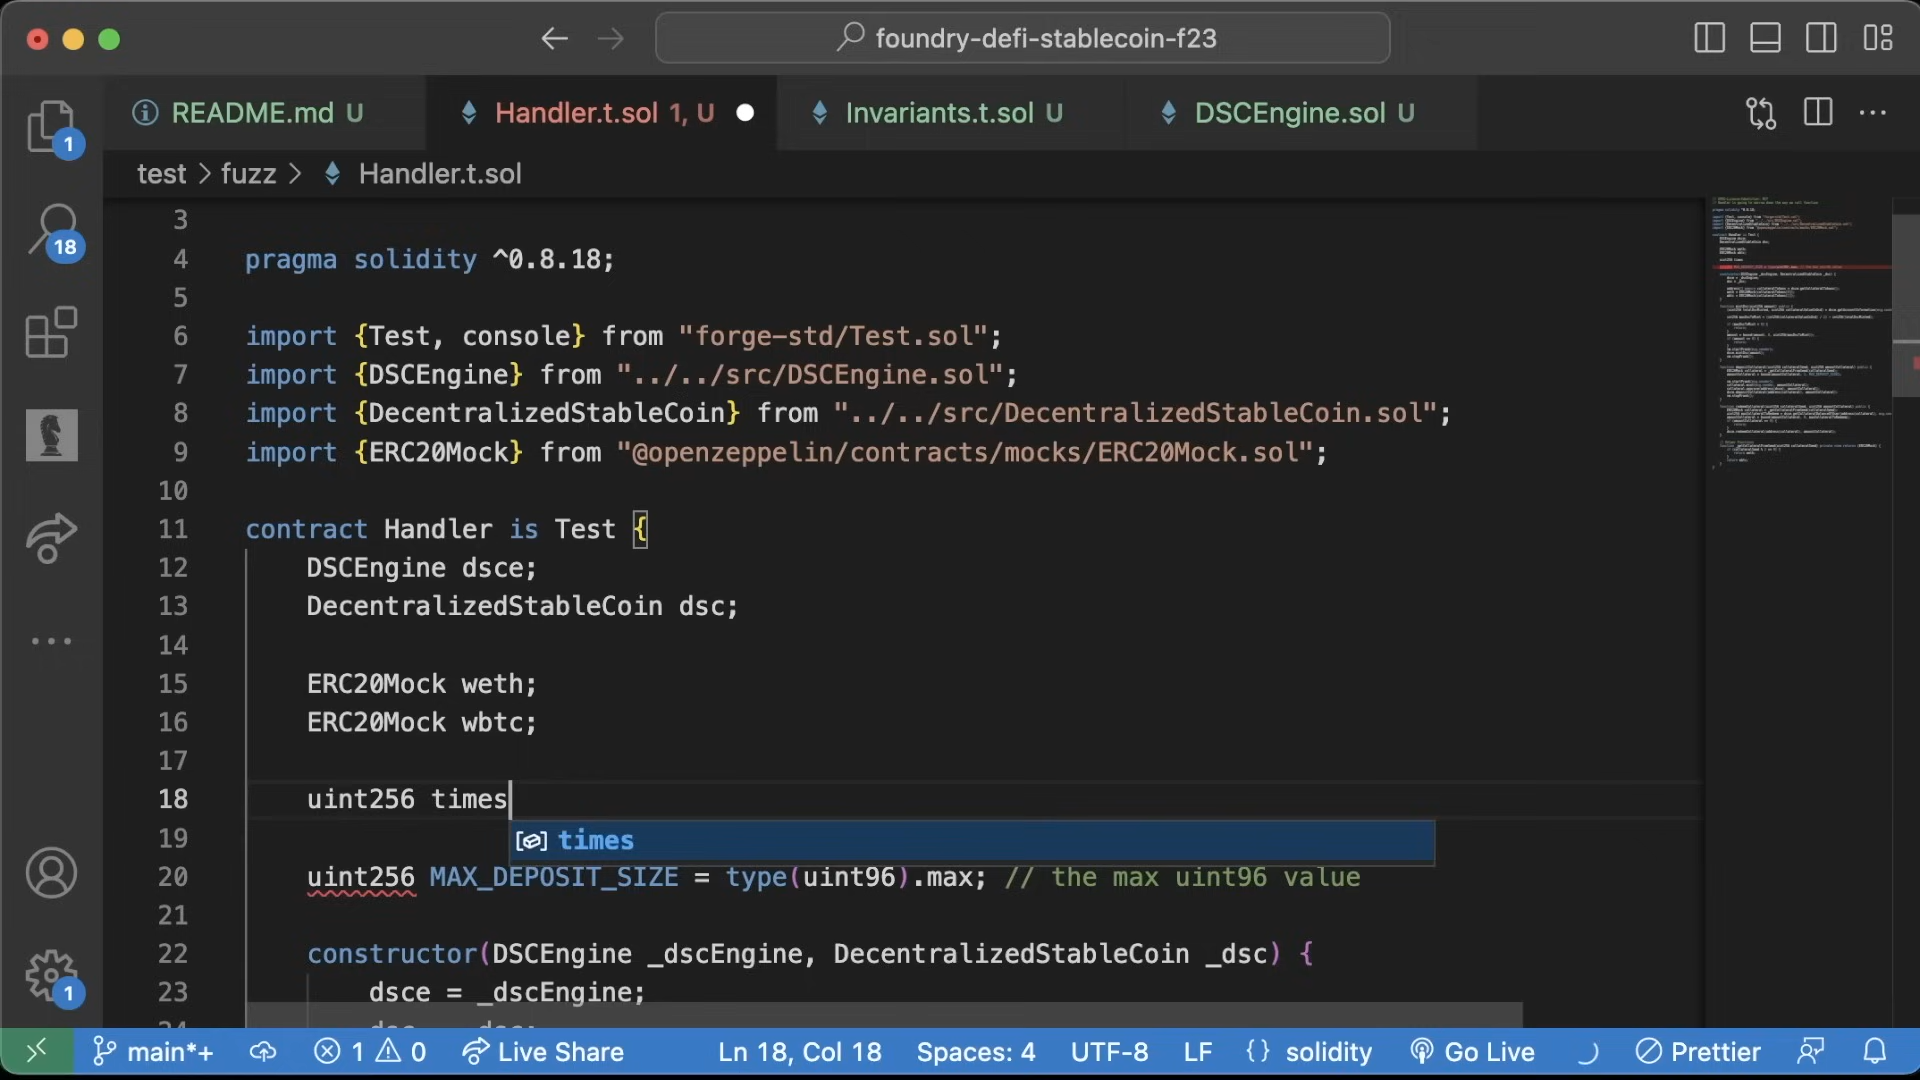 foundry-defi-stablecoin-f23
README.md U
Handler.t.sol 1, U
Invariants.t.sol U
DSCEngine.sol U
test > fuzz > Handler.t.sol
1
18
1
3
4 pragma solidity ^0.8.18;
5
6 import {Test, console} from "forge-std/Test.sol";
7 import {DSCEngine} from "../../src/DSCEngine.sol";
8 import {DecentralizedStableCoin} from "../../src/DecentralizedStableCoin.sol";
9 import {ERC20Mock} from "@openzeppelin/contracts/mocks/ERC20Mock.sol";
10
11 contract Handler is Test {
12 DSCEngine dsce;
13 DecentralizedStableCoin dsc;
14
15 ERC20Mock weth;
16 ERC20Mock wbtc;
17
18 uint256 times
times
19
20 uint256 MAX_DEPOSIT_SIZE = type(uint96).max; // the max uint96 value
21
22 constructor(DSCEngine _dscEngine, DecentralizedStableCoin _dsc) {
23 dsce = _dscEngine;
main*+ 1 0 Live Share Ln 18, Col 18 Spaces: 4 UTF-8 LF {} solidity Go Live Prettier